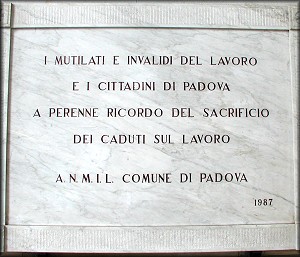 I MUTILATI E INVALIDI DEL LAVORO
E I CITTADINI DI PADOVA
A PERENNE RICORDO DEL SACRIFICIO
DEI CADUTI SUL LAVORO
A.N.M.I.L. COMUNE DI PADOVA
1987